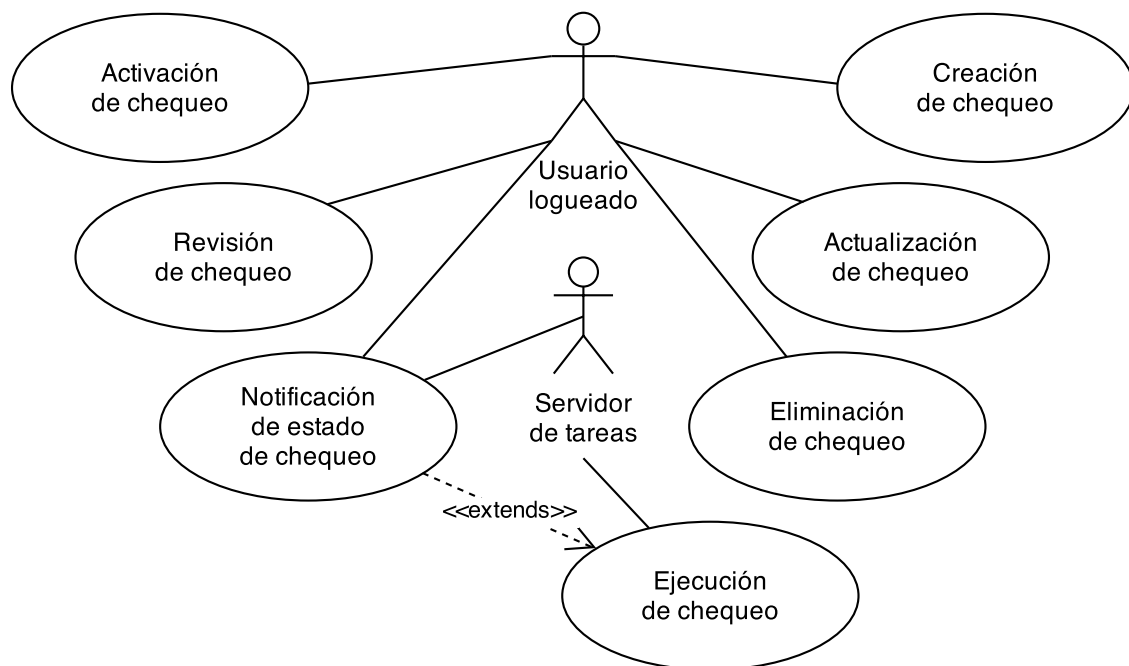 Activación
de chequeo
Creación
de chequeo
Usuario
logueado
Revisión
de chequeo
Actualización
de chequeo
Notificación
de estado
de chequeo
Servidor
de tareas
Eliminación
de chequeo
<<extends>>
Ejecución
de chequeo